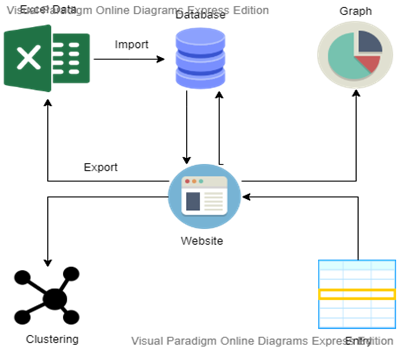 Excel Data
Visual Paradigm Online Diagrams Express Edition
Database
Graph
Import
Export
Website
Clustering
Entry
Visual Paradigm Online Diagrams Express Edition